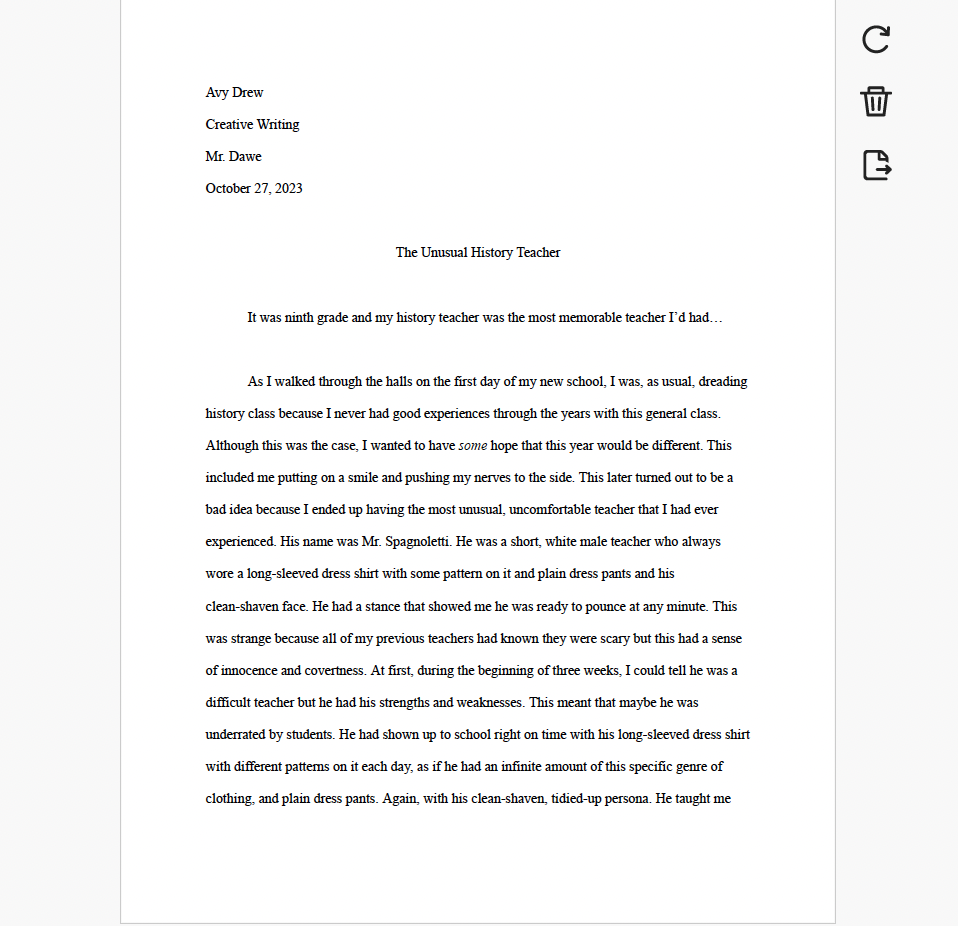 Avy Drew
Creative Writing
Mr. Dawe
October 27, 2023
The Unusual History Teacher
It was ninth grade and my history teacher was the most memorable teacher I’d had…
As I walked through the halls on the first day of my new school, I was, as usual, dreading
history class because I never had good experiences through the years with this general class.
Although this was the case, I wanted to have some hope that this year would be different. This
included me putting on a smile and pushing my nerves to the side. This later turned out to be a
bad idea because I ended up having the most unusual, uncomfortable teacher that I had ever
experienced. His name was Mr. Spagnoletti. He was a short, white male teacher who always
wore a long-sleeved dress shirt with some pattern on it and plain dress pants and his
clean-shaven face. He had a stance that showed me he was ready to pounce at any minute. This
was strange because all of my previous teachers had known they were scary but this had a sense
of innocence and covertness. At first, during the beginning of three weeks, I could tell he was a
difficult teacher but he had his strengths and weaknesses. This meant that maybe he was
underrated by students. He had shown up to school right on time with his long-sleeved dress shirt
with different patterns on it each day, as if he had an infinite amount of this specific genre of
clothing, and plain dress pants. Again, with his clean-shaven, tidied-up persona. He taught me